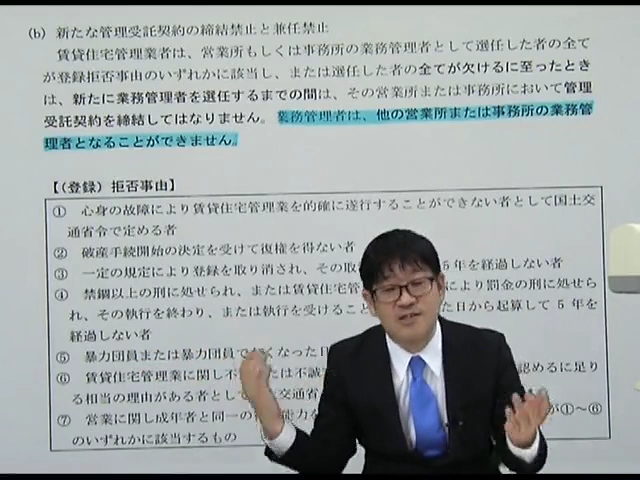 (b) 新たな管理受託契約の締結禁止と兼任禁止
賃貸住宅管理業者は、営業所もしくは事務所の業務管理者として選任した者の全て
が登録拒否事由のいずれかに該当し、または選任した者の全てが欠けるに至ったとき
は、新たに業務管理者を選任するまでの間は、その営業所または事務所において管理
受託契約を締結してはなりません。業務管理者は、他の営業所または事務所の業務管
理者となることができません。
【(登録) 拒否事由】
① 心身の故障により賃貸住宅管理業を的確に遂行することができない者として国土交
通省令で定める者
② 破産手続開始の決定を受けて復権を得ない者
③ 一定の規定により登録を取り消され、その取 5年を経過しない者
④ 禁錮以上の刑に処せられ、または賃貸住宅管 により罰金の刑に処せら
れ、その執行を終わり、または執行を受けること た日から起算して5年を
経過しない者
⑤ 暴力団員または暴力団員でなくなった日
⑥ 賃貸住宅管理業に関し不 たは不誠 認めるに足り
る相当の理由がある者として 交通省
⑦ 営業に関し成年者と同一の 能力を が①～⑥
のいずれかに該当するもの